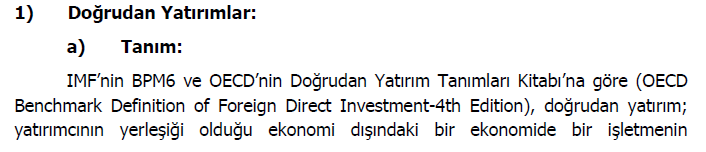 1) Doğrudan Yatırımlar:
a) Tanım:
IMF’nin BPM6 ve OECD’nin Doğrudan Yatırım Tanımları Kitabı’na göre (OECD
Benchmark Definition of Foreign Direct Investment-4th Edition), doğrudan yatırım;
yatırımcının yerleşiği olduğu ekonomi dışındaki bir ekonomide bir işletmenin